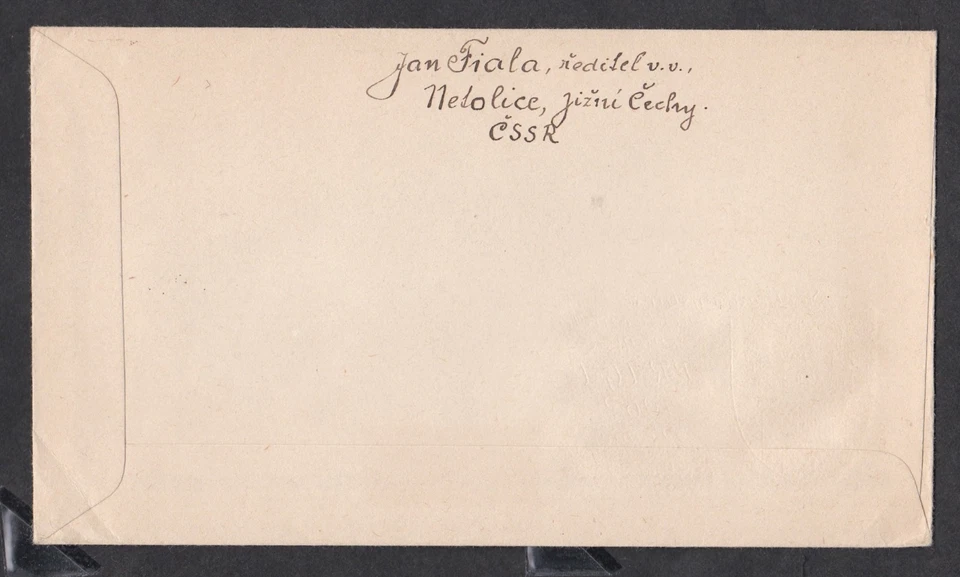 Jan Fiala, ředitel v.v.,
Netolice, Jižní Čechy.
ČSSR